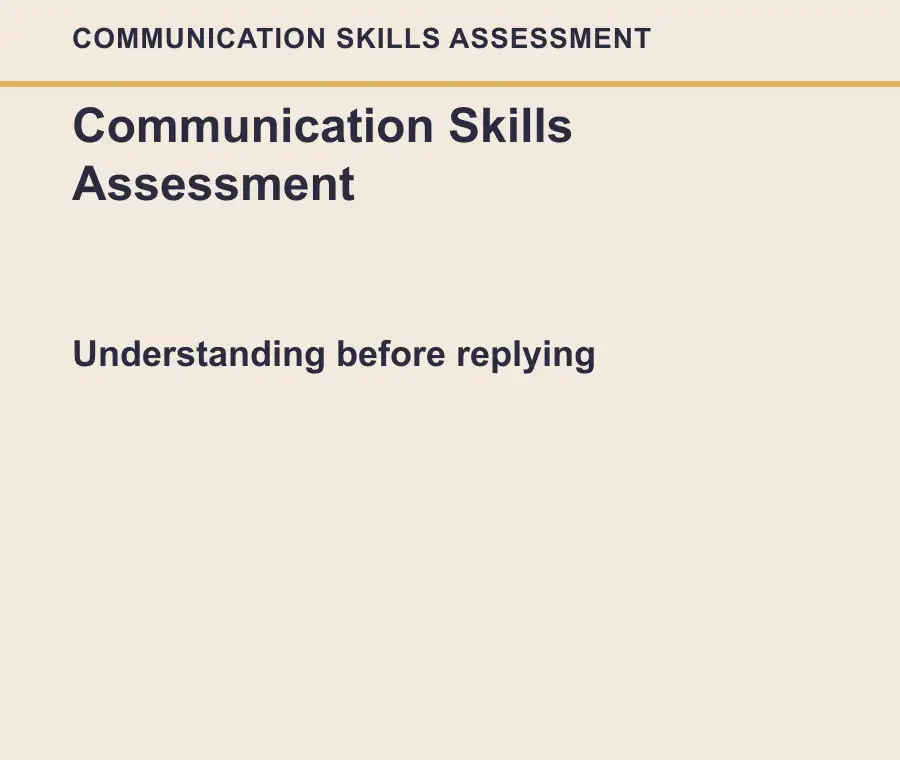 COMMUNICATION SKILLS ASSESSMENT
Communication Skills
Assessment
Understanding before replying